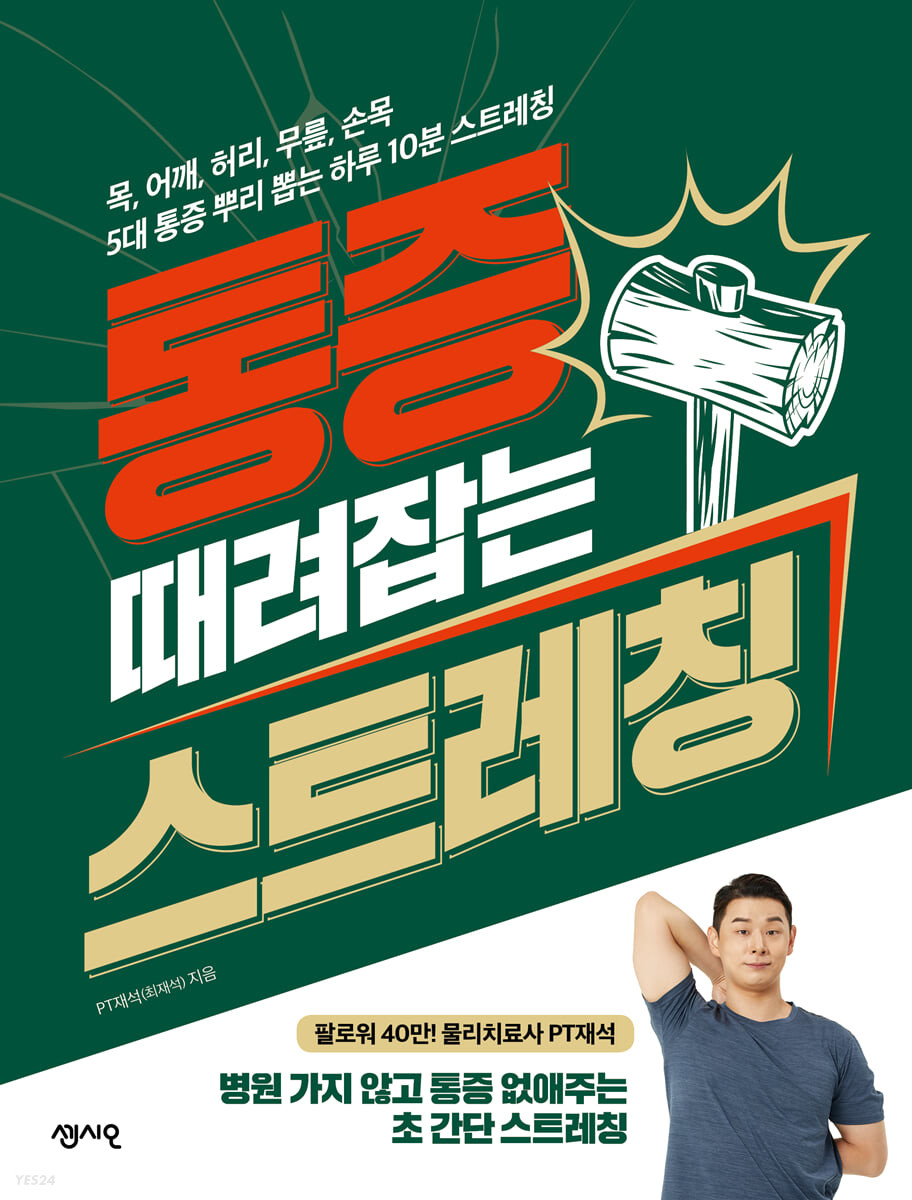 목, 어깨, 허리, 무릎, 손목
5대 통증 뿌리 뽑는 하루 10분 스트레칭
통증
때려잡는
스트레칭
PT재석(최재석) 지음
팔로워 40만! 물리치료사 PT재석
병원 가지 않고 통증 없애주는
초 간단 스트레칭
쌤시오
YES24